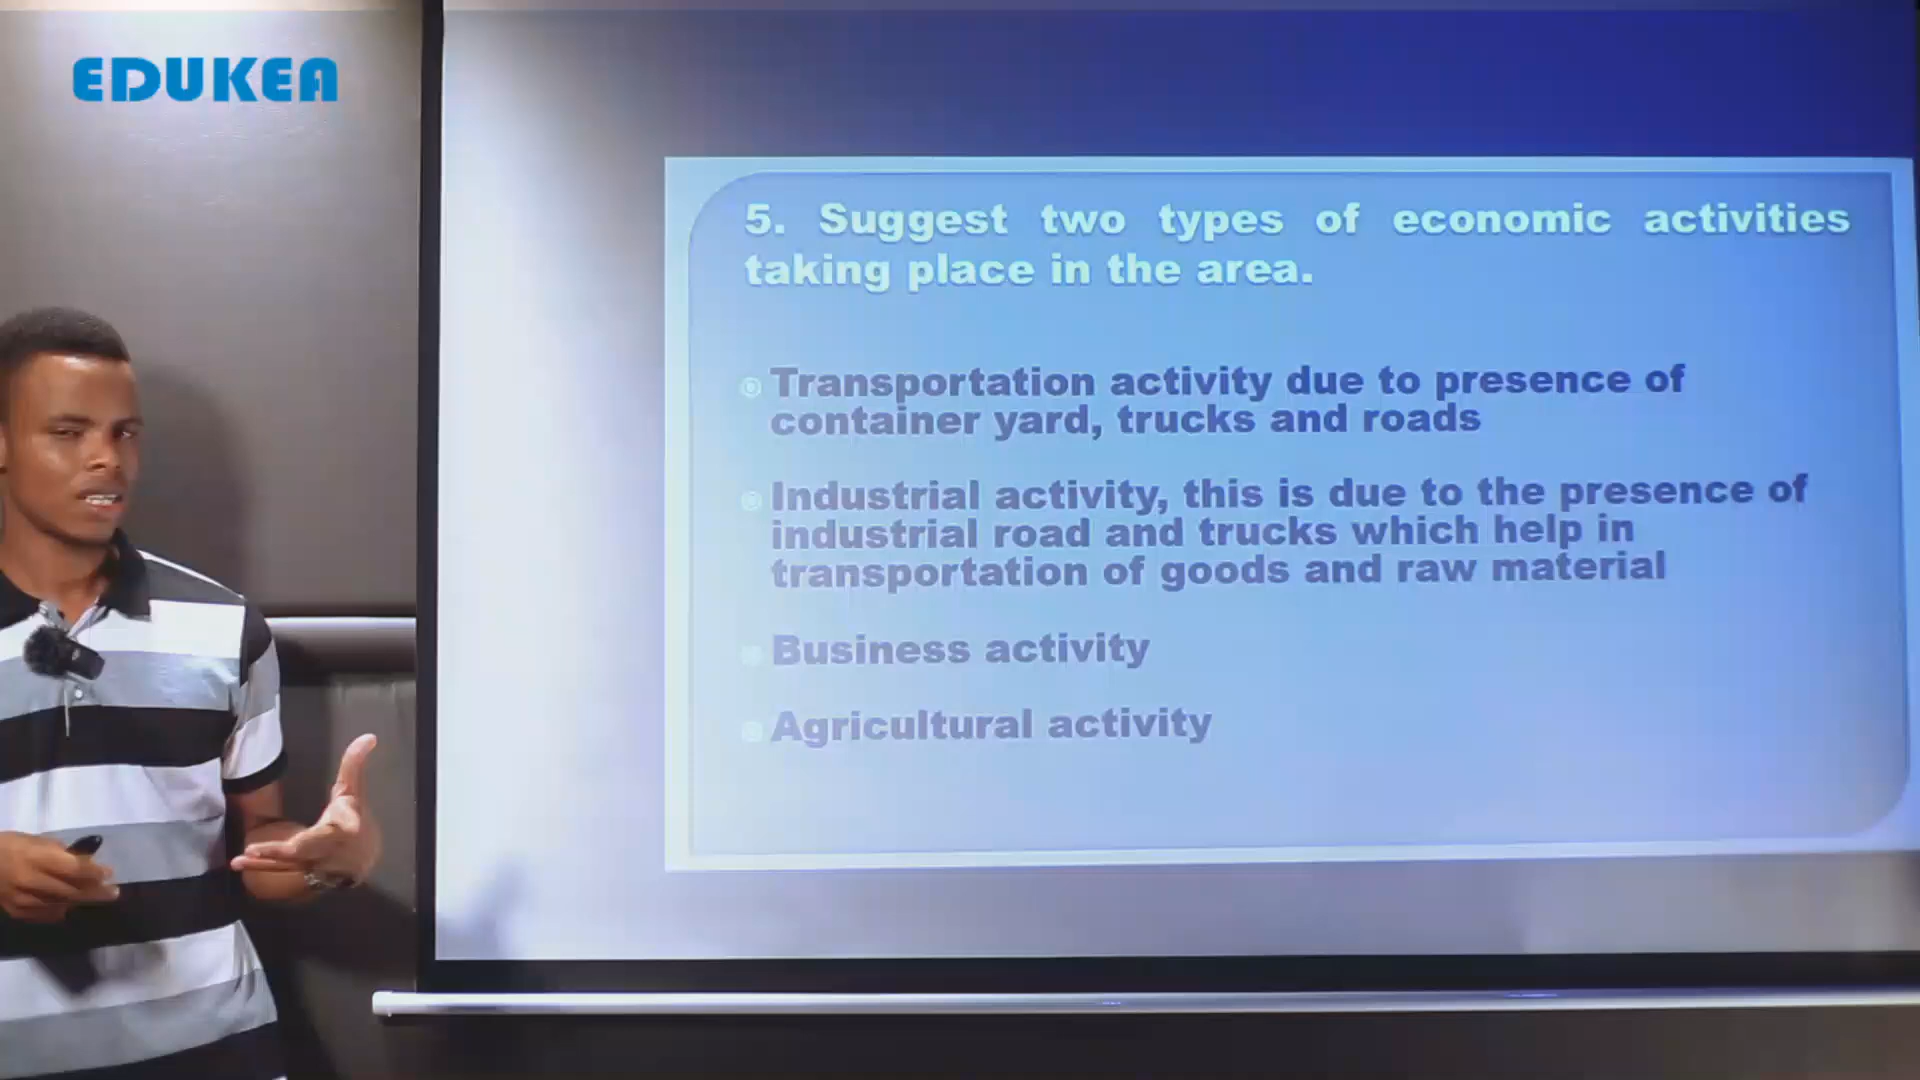 EDUKEA
5. Suggest two types of economic activities
taking place in the area.
Transportation activity due to presence of
container yard, trucks and roads
Industrial activity, this is due to the presence of
industrial road and trucks which help in
transportation of goods and raw material
Business activity
Agricultural activity